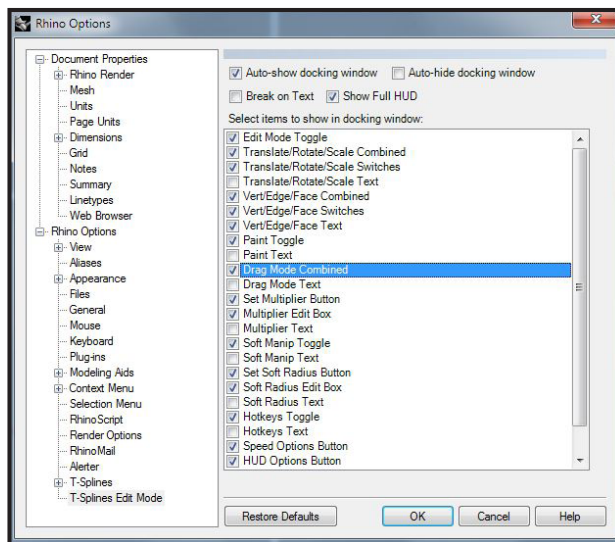 Rhino Options
Document Properties
Rhino Render
Mesh
Units
Page Units
Dimensions
Grid
Notes
Summary
Linetypes
Web Browser
Rhino Options
View
Aliases
Appearance
Files
General
Mouse
Keyboard
Plug-ins
Modeling Aids
Context Menu
Selection Menu
RhinoScript
Render Options
RhinoMail
Alerter
T-Splines
T-Splines Edit Mode
Auto-show docking window Auto-hide docking window
Break on Text Show Full HUD
Select items to show in docking window:
Edit Mode Toggle
Translate/Rotate/Scale Combined
Translate/Rotate/Scale Switches
Translate/Rotate/Scale Text
Vert/Edge/Face Combined
Vert/Edge/Face Switches
Vert/Edge/Face Text
Paint Toggle
Paint Text
Drag Mode Combined
Drag Mode Text
Set Multiplier Button
Multiplier Edit Box
Multiplier Text
Soft Manip Toggle
Soft Manip Text
Set Soft Radius Button
Soft Radius Edit Box
Soft Radius Text
Hotkeys Toggle
Hotkeys Text
Speed Options Button
HUD Options Button
Restore Defaults OK Cancel Help